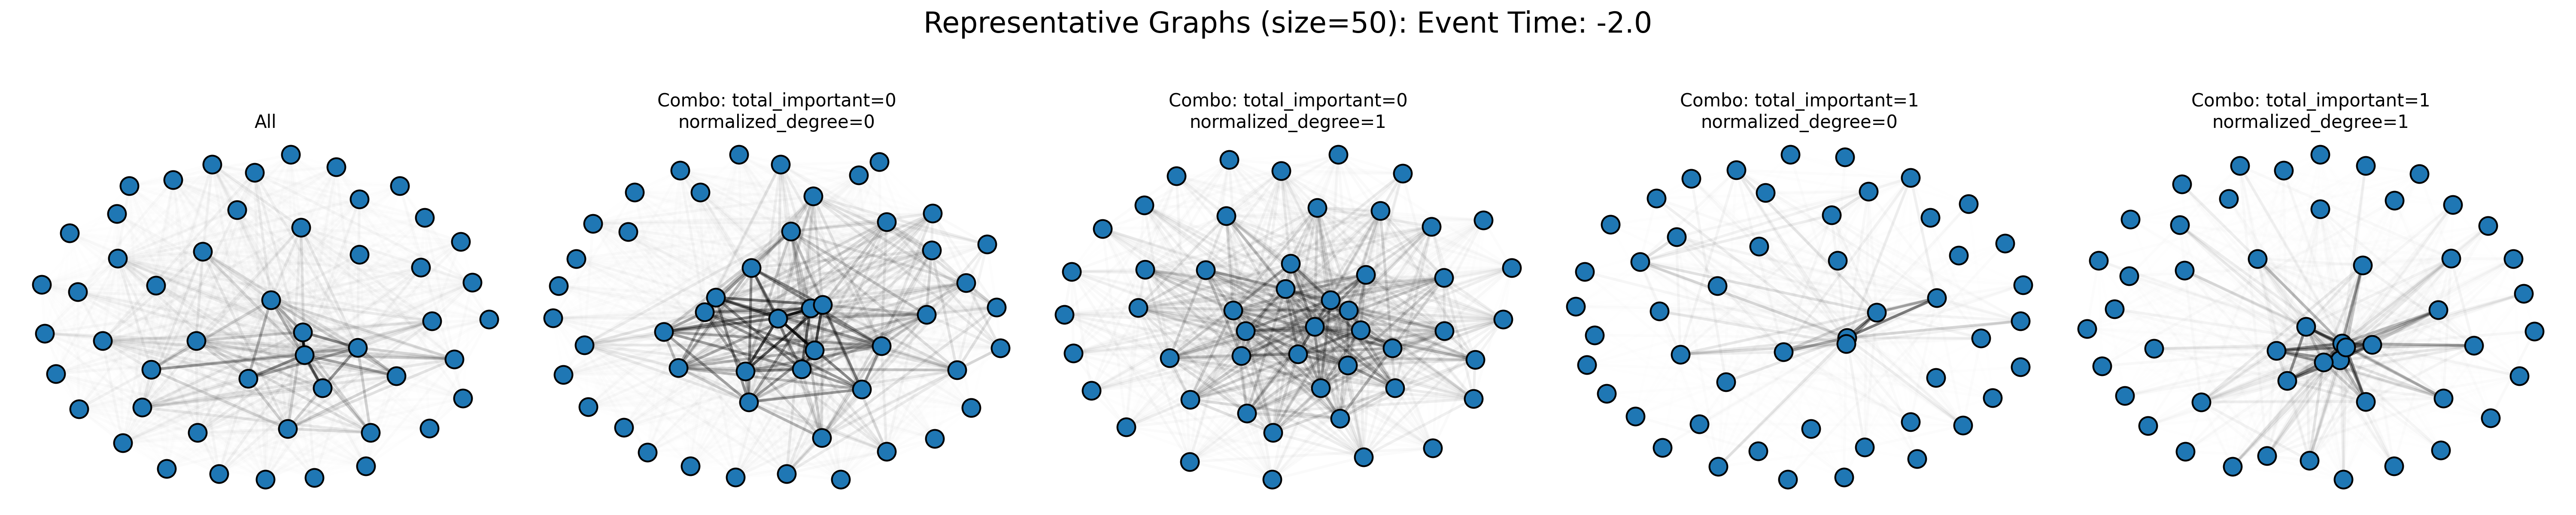 Representative Graphs (size=50): Event Time: -2.0
All
Combo: total_important=0
normalized_degree=0
Combo: total_important=0
normalized_degree=1
Combo: total_important=1
normalized_degree=0
Combo: total_important=1
normalized_degree=1